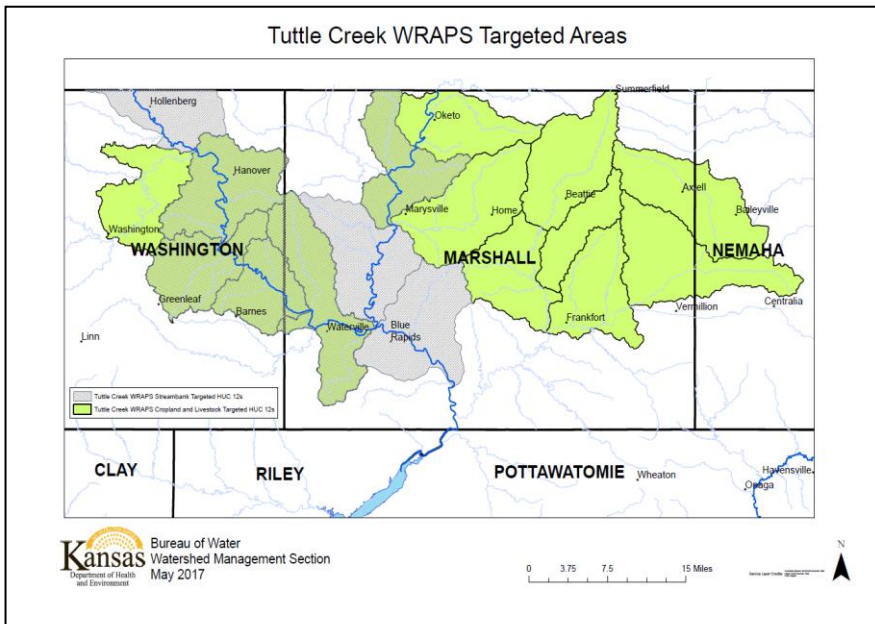 Tuttle Creek WRAPS Targeted Areas
Summerfield
Hollenberg
Oketo
Hanover
Beattie
Axtell
Marysville
Home
Baileyville
Washington
WASHINGTON
MARSHALL
NEMAHA
Greenleaf
Barnes
Vermillion
Centralia
Frankfort
Waterville
Blue
Rapids
Linn
Tuttle Creek WRAPS Streambank Targeted HUC 12s
Tuttle Creek WRAPS Cropland and Livestock Targeted HUC 12s
CLAY
RILEY
POTTAWATOMIE
Wheaton
Havensville
Onaga
Kansas
Department of Health
and Environment
Bureau of Water
Watershed Management Section
May 2017
0 3.75 7.5 15 Miles
N